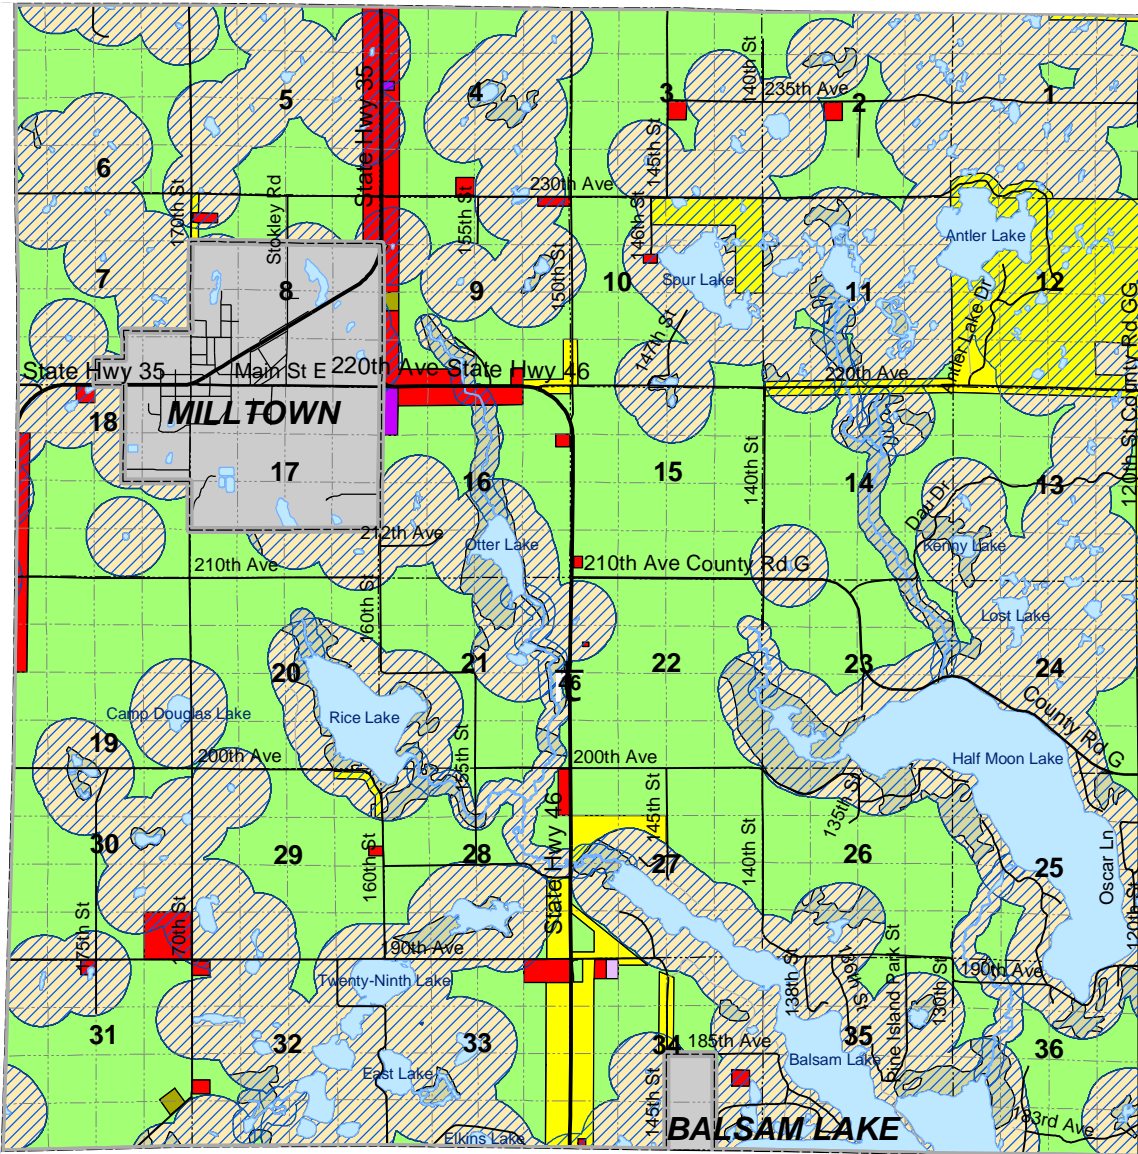 140th St
State Hwy 35
5
4
3
235th Ave
2
1
145th St
6
230th Ave
170th St
Stokley Rd
155th St
146th St
Antler Lake
7
8
9
150th St
10
Spur Lake
11
12
Antler Lake Dr
120th St County Rd GG
147th St
State Hwy 35
Main St E
220th Ave State Hwy 46
220th Ave
18
MILLTOWN
17
16
15
140th St
14
13
Dau Dr
212th Ave
Otter Lake
Kenny Lake
210th Ave
210th Ave County Rd G
160th St
Lost Lake
20
21
22
23
24
46
Camp Douglas Lake
Rice Lake
County Rd G
19
155th St
200th Ave
200th Ave
Half Moon Lake
145th St
135th St
30
29
160th St
28
State Hwy 46
27
140th St
26
25
Oscar Ln
175th St
170th St
190th Ave
138th St
136th St
Pine Island Park St
130th St
190th Ave
120th St
Twenty-Ninth Lake
31
32
33
34
185th Ave
35
36
Balsam Lake
East Lake
145th St
183rd Ave
BALSAM LAKE
Elkins Lake